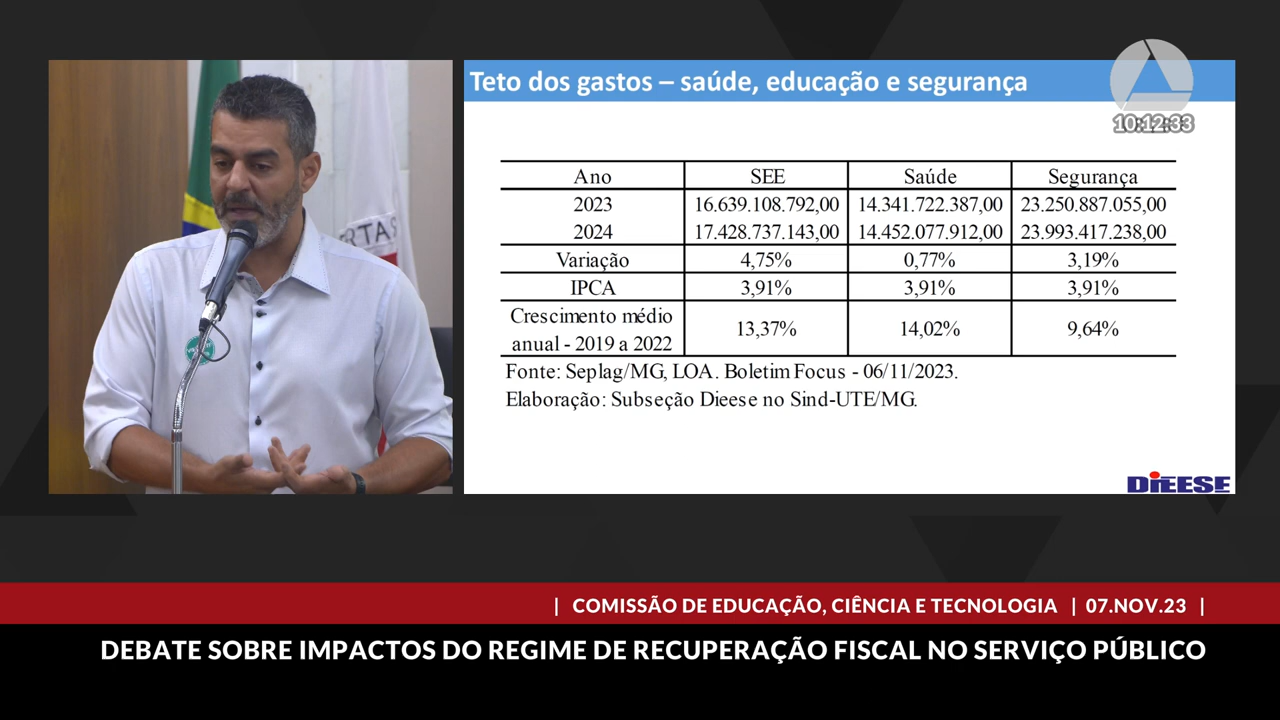 Teto dos gastos – saúde, educação e segurança
10:12:33
ERTAS
Ano SEE Saúde Segurança
2023 16.639.108.792,00 14.341.722.387,00 23.250.887.055,00
2024 17.428.737.143,00 14.452.077.912,00 23.993.417.238,00
Variação 4,75% 0,77% 3,19%
IPCA 3,91% 3,91% 3,91%
Crescimento médio
anual - 2019 a 2022 13,37% 14,02% 9,64%
Fonte: Seplag/MG, LOA. Boletim Focus - 06/11/2023.
Elaboração: Subseção Dieese no Sind-UTE/MG.
DIEESE
| COMISSÃO DE EDUCAÇÃO, CIÊNCIA E TECNOLOGIA | 07.NOV.23 |
DEBATE SOBRE IMPACTOS DO REGIME DE RECUPERAÇÃO FISCAL NO SERVIÇO PÚBLICO